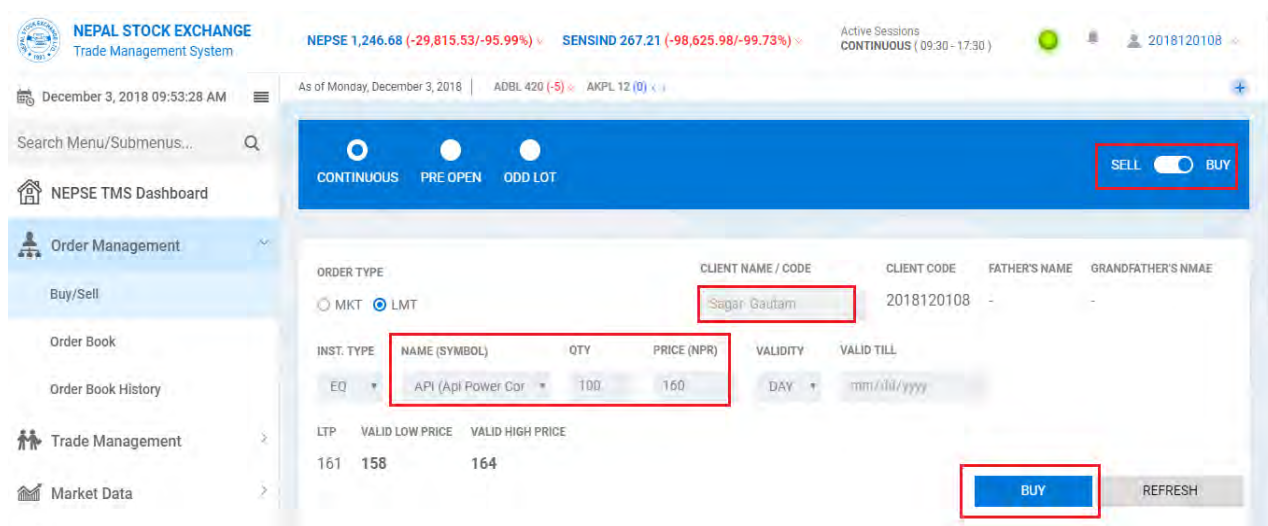 NEPAL STOCK EXCHANGE
Trade Management System
NEPSE 1,246.68 (-29,815.53/-95.99%) SENSIND 267.21 (-98,625.98/-99.73%)
Active Sessions
CONTINUOUS ( 09:30 - 17:30 )
2018120108
December 3, 2018 09:53:28 AM
As of Monday, December 3, 2018 | ADBL 420 (-5) AKPL 12 (0)
Search Menu/Submenus...
NEPSE TMS Dashboard
Order Management
Buy/Sell
Order Book
Order Book History
Trade Management
Market Data
CONTINUOUS PRE OPEN ODD LOT
SELL BUY
ORDER TYPE CLIENT NAME / CODE CLIENT CODE FATHER'S NAME GRANDFATHER'S NMAE
MKT LMT Sagar Gautam 2018120108 - -
INST. TYPE NAME (SYMBOL) QTY PRICE (NPR) VALIDITY VALID TILL
EQ API (Api Power Cor 100 160 DAY mm/dd/yyyy
LTP VALID LOW PRICE VALID HIGH PRICE
161 158 164
BUY REFRESH